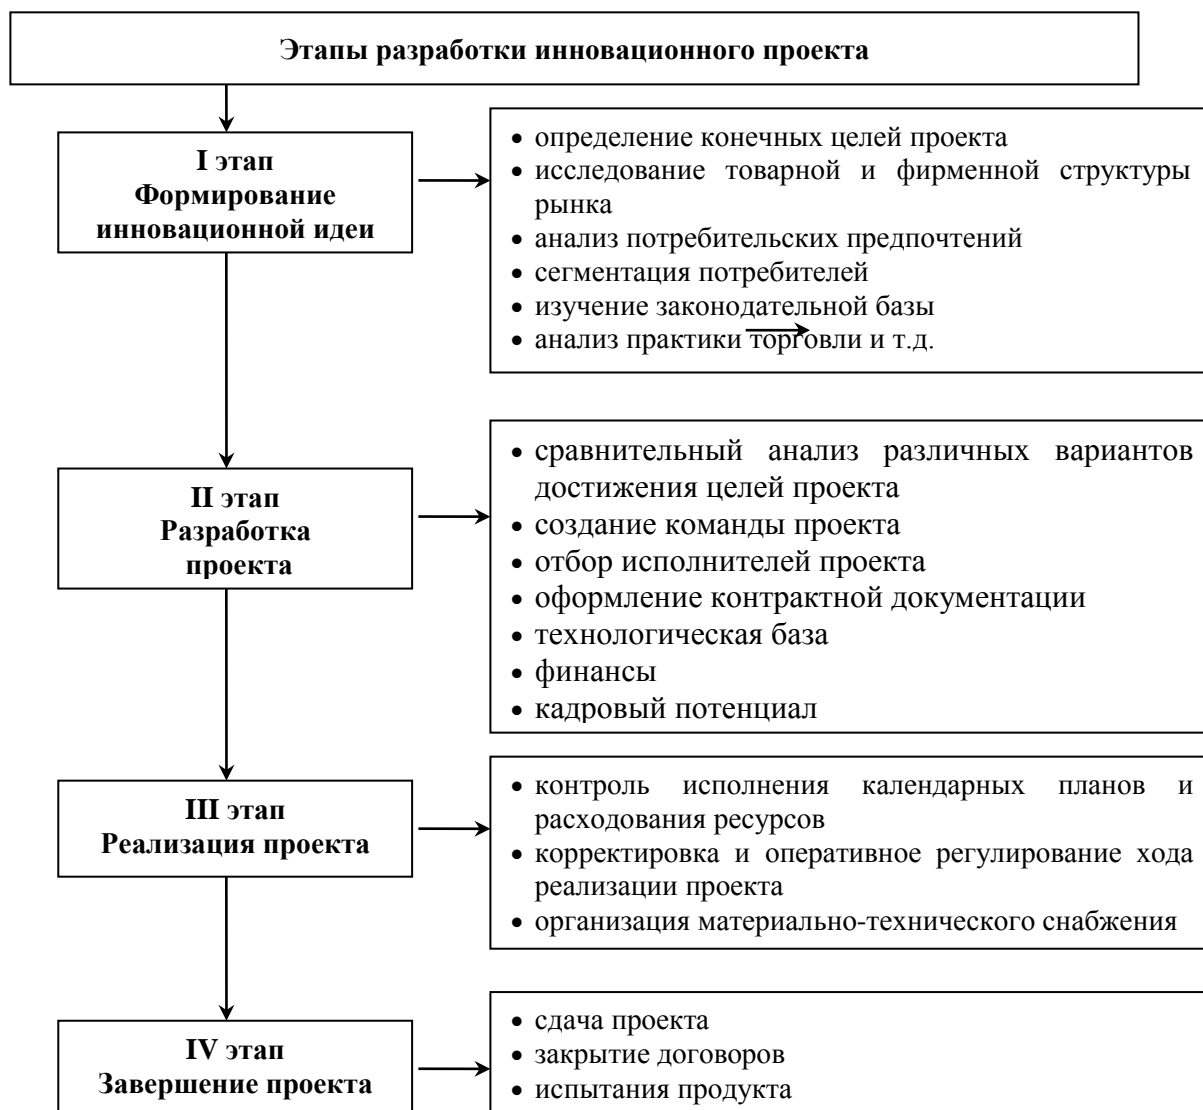 Этапы разработки инновационного проекта
I этап
Формирование
инновационной идеи
• определение конечных целей проекта
• исследование товарной и фирменной структуры
рынка
• анализ потребительских предпочтений
• сегментация потребителей
• изучение законодательной базы
• анализ практики торговли и т.д.
II этап
Разработка
проекта
• сравнительный анализ различных вариантов
достижения целей проекта
• создание команды проекта
• отбор исполнителей проекта
• оформление контрактной документации
• технологическая база
• финансы
• кадровый потенциал
III этап
Реализация проекта
• контроль исполнения календарных планов и
расходования ресурсов
• корректировка и оперативное регулирование хода
реализации проекта
• организация материально-технического снабжения
IV этап
Завершение проекта
• сдача проекта
• закрытие договоров
• испытания продукта